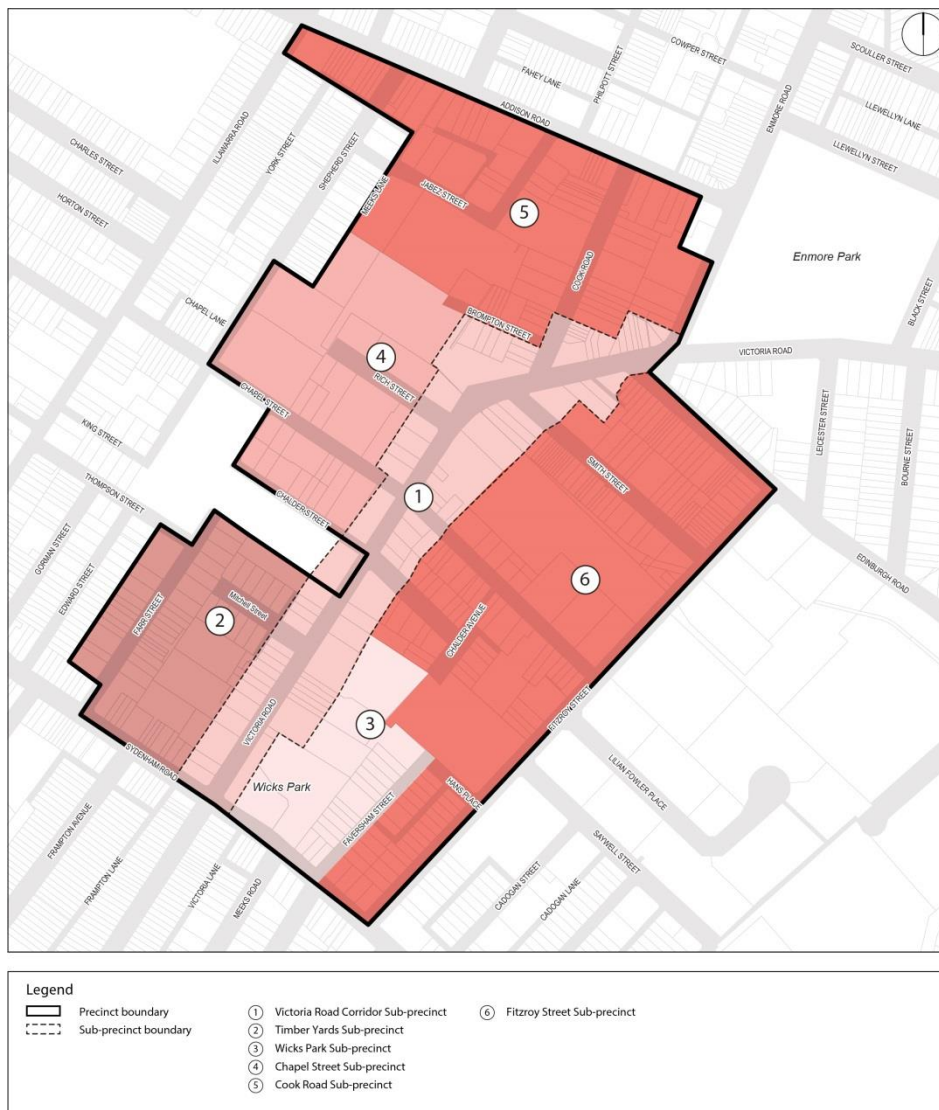 SCOULLER STREET
COWPER STREET
PHILPOTT STREET
FAHEY LANE
ENMORE ROAD
LLEWELLYN LANE
ADDISON ROAD
LLEWELLYN STREET
ILLAWARRA ROAD
YORK STREET
SHEPHERD STREET
CHARLES STREET
MEEKS LANE
JABEZ STREET
HORTON STREET
5
COOK ROAD
Enmore Park
BLACK STREET
CHAPEL LANE
BROMPTON STREET
4
RICH STREET
VICTORIA ROAD
CHAPEL STREET
LEICESTER STREET
BOURNE STREET
KING STREET
SMITH STREET
THOMPSON STREET
CHALDER STREET
1
GORMAN STREET
EDWARD STREET
EDINBURGH ROAD
6
FARR STREET
Mitchell Street
2
CHALDER AVENUE
VICTORIA ROAD
3
FITZROY STREET
SYDENHAM ROAD
Wicks Park
HANS PLACE
LILIAN FOWLER PLACE
FAVERSHAM STREET
FRAMPTON AVENUE
FRAMPTON LANE
VICTORIA LANE
MEEKS ROAD
SAYWELL STREET
CADOGAN STREET
CADOGAN LANE
Legend
Precinct boundary
Sub-precinct boundary
1 Victoria Road Corridor Sub-precinct
2 Timber Yards Sub-precinct
3 Wicks Park Sub-precinct
4 Chapel Street Sub-precinct
5 Cook Road Sub-precinct
6 Fitzroy Street Sub-precinct